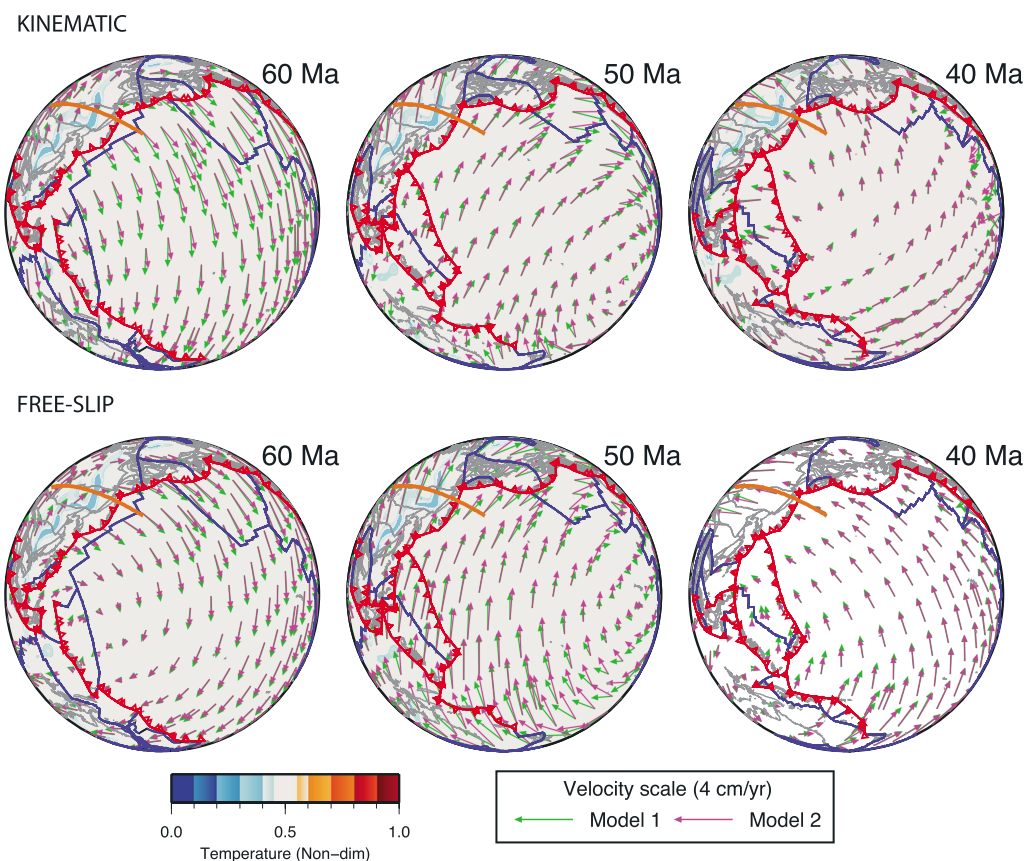 KINEMATIC
60 Ma
50 Ma
40 Ma
FREE-SLIP
60 Ma
50 Ma
40 Ma
0.0
0.5
1.0
Temperature (Non−dim)
Velocity scale (4 cm/yr)
Model 1
Model 2